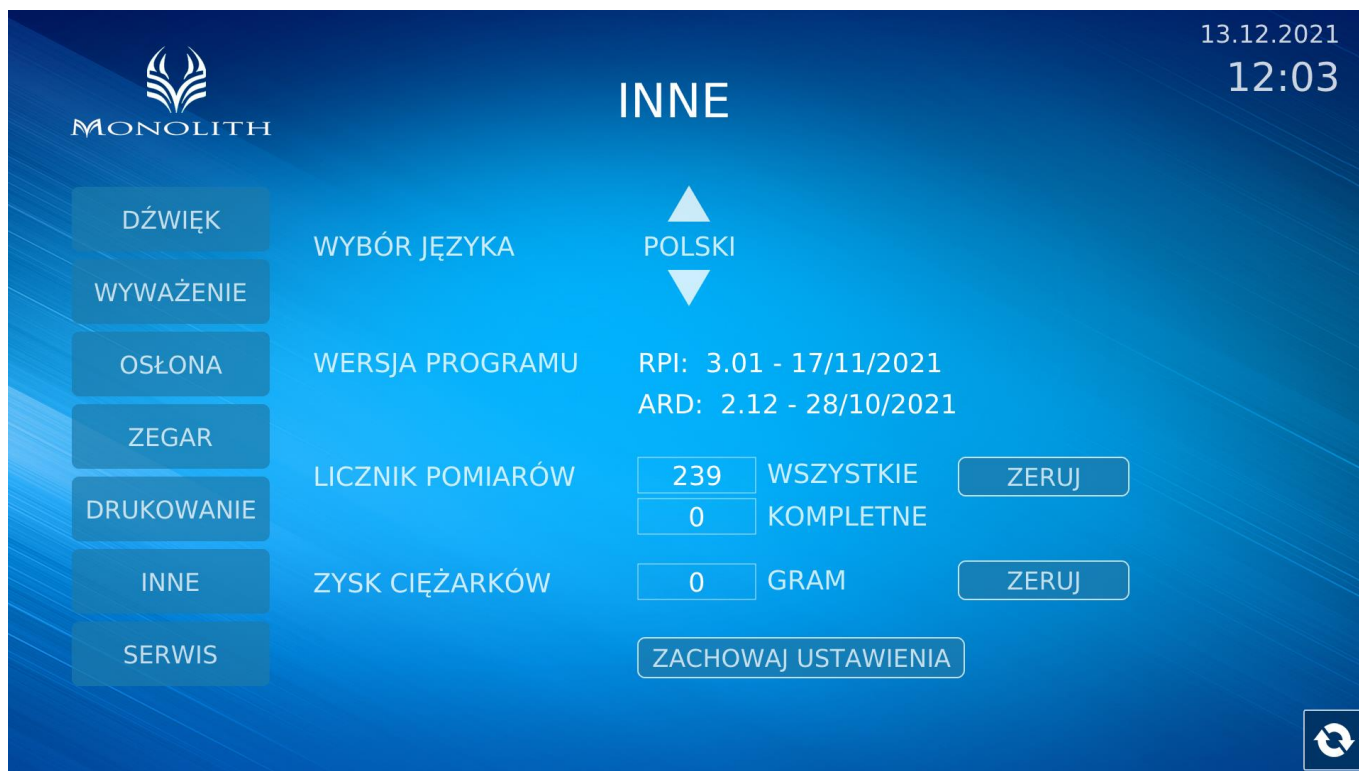 13.12.2021
12:03
MONOLITH
INNE
DŹWIĘK
WYWAŻENIE
OSŁONA
ZEGAR
DRUKOWANIE
INNE
SERWIS
WYBÓR JĘZYKA
POLSKI
WERSJA PROGRAMU
RPI: 3.01 - 17/11/2021
ARD: 2.12 - 28/10/2021
LICZNIK POMIARÓW
239 WSZYSTKIE ZERUJ
0 KOMPLETNE
ZYSK CIĘŻARKÓW
0 GRAM ZERUJ
ZACHOWAJ USTAWIENIA